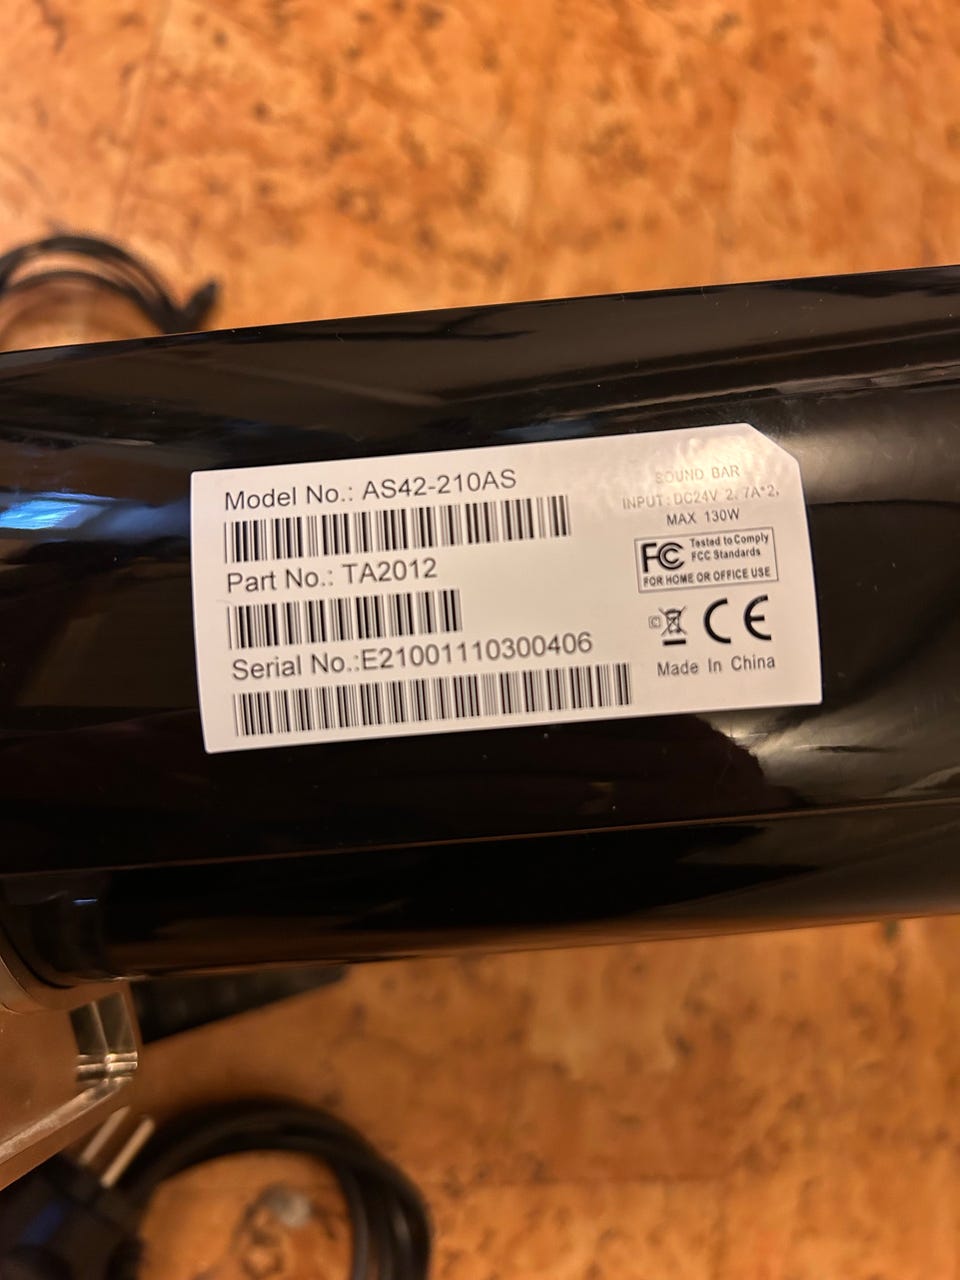 Model No.: AS42-210AS
Part No.: TA2012
Serial No.:E21001110300406
SOUND BAR
INPUT: DC24V 2.7A*2,
MAX 130W
FC Tested to Comply
FCC Standards
FOR HOME OR OFFICE USE
CE
Made In China